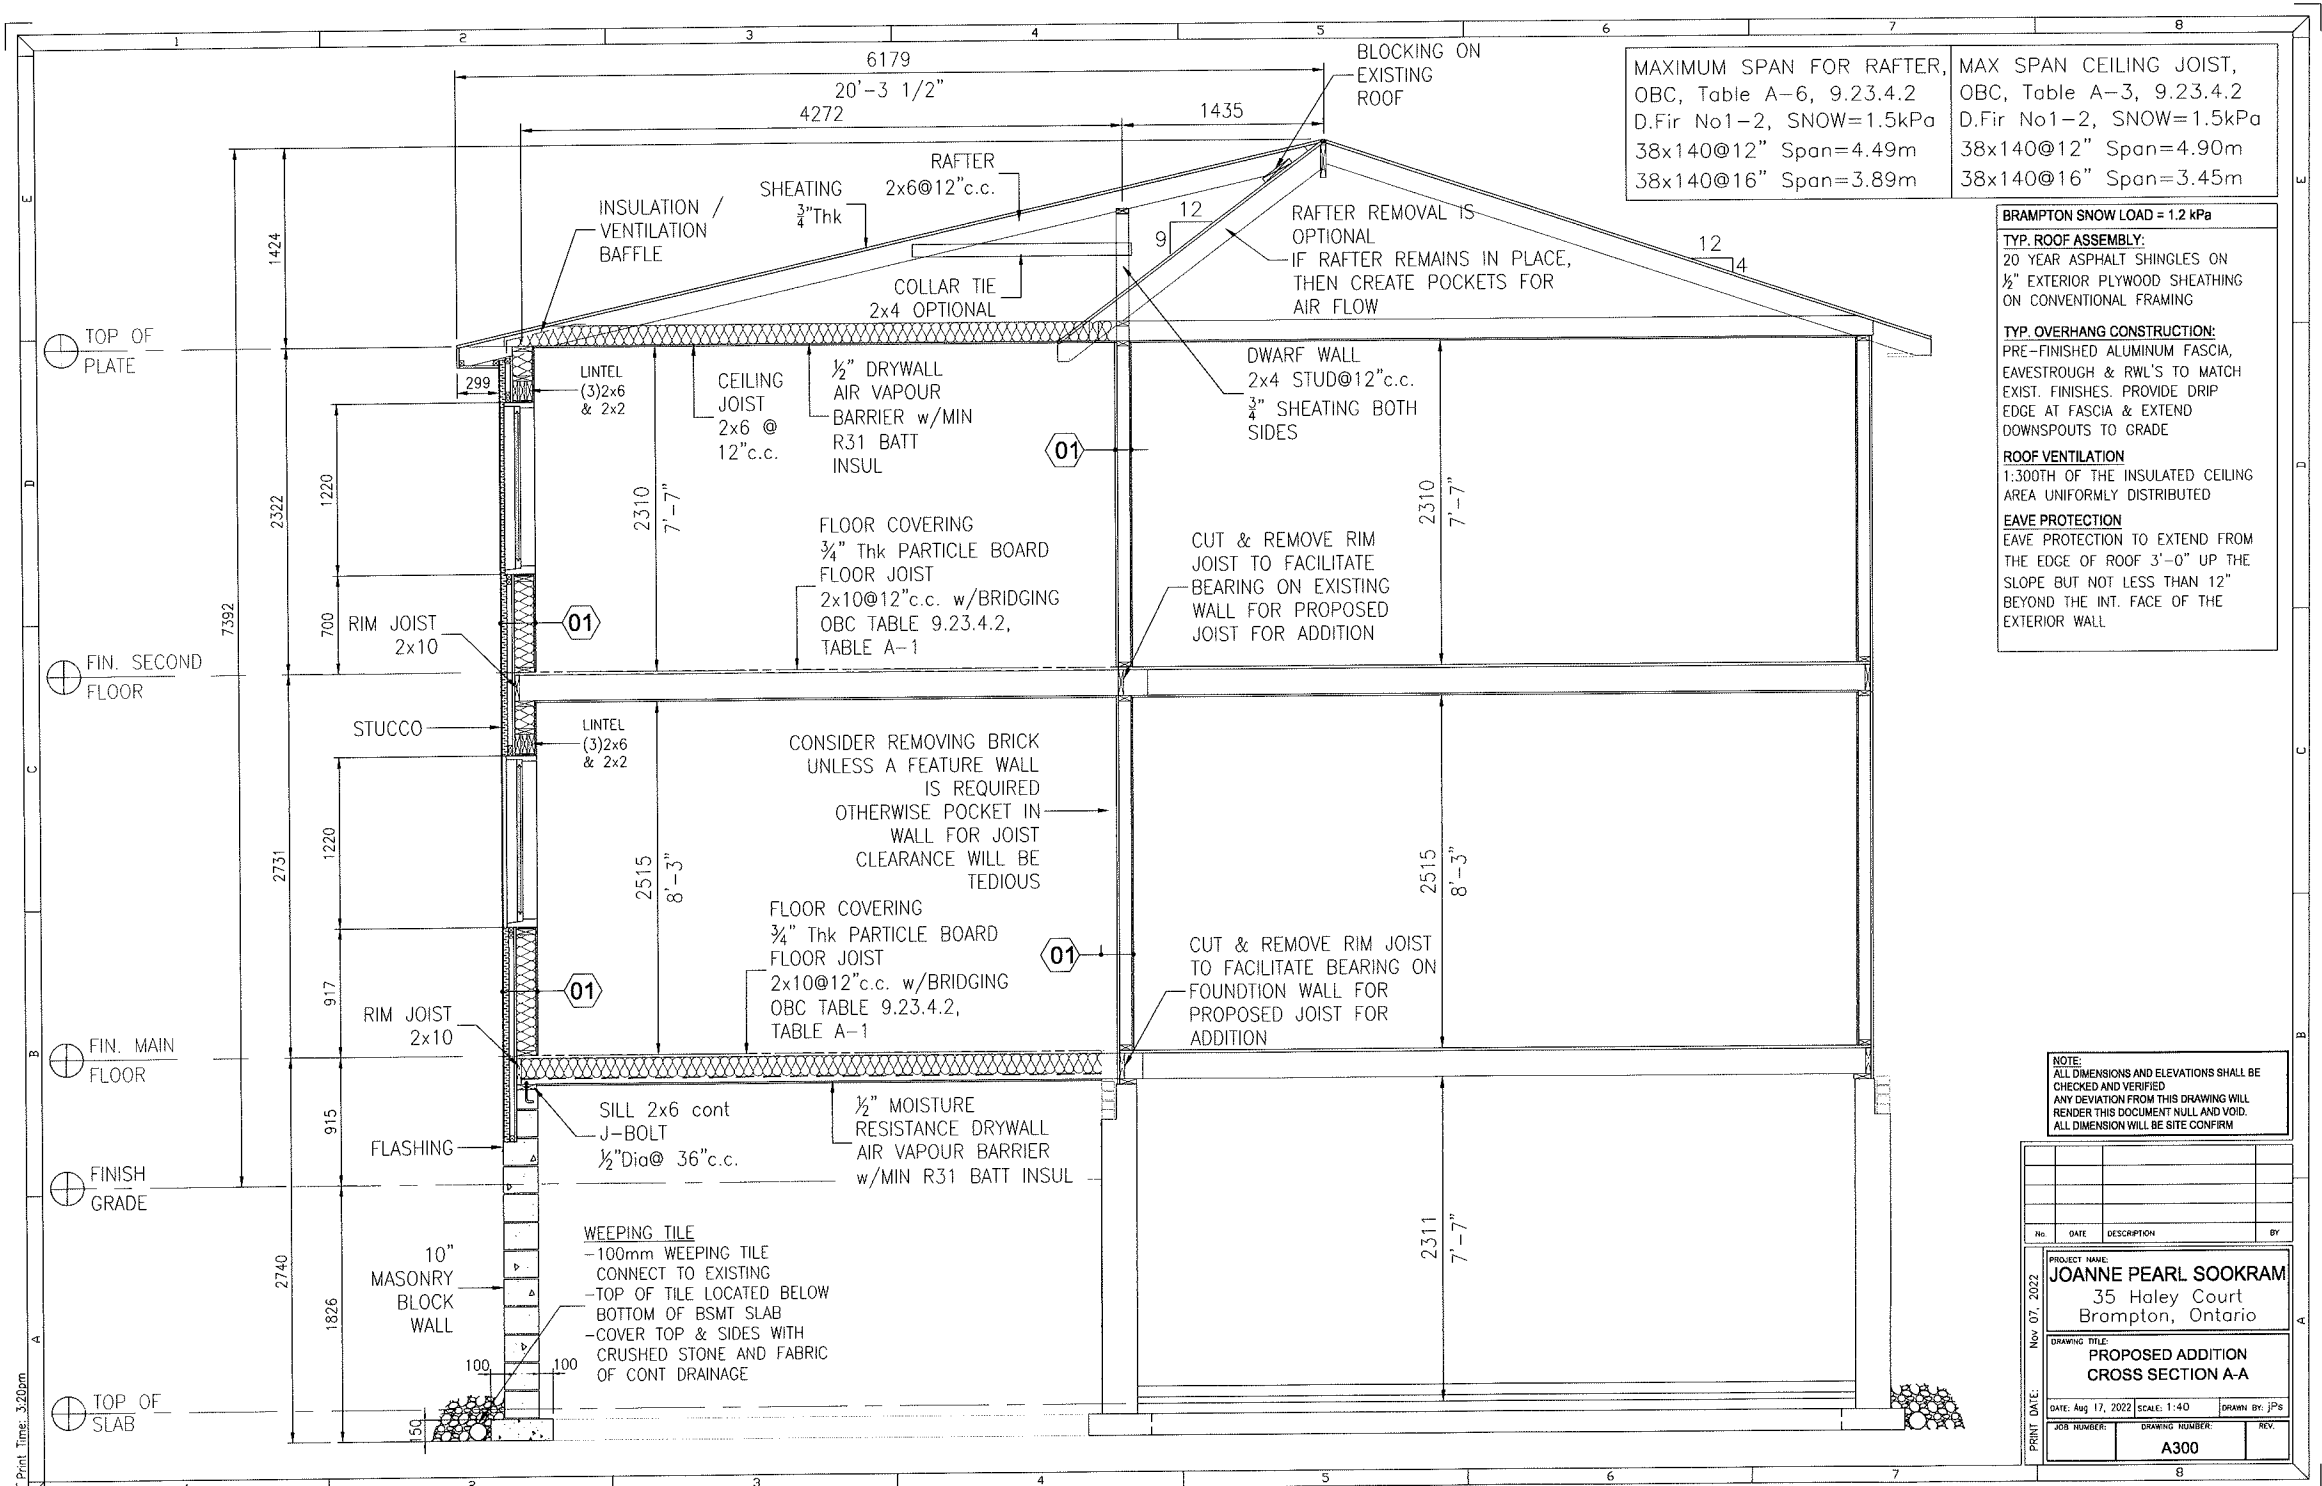 1 2 3 4 5 6 7 8
6179
20'-3 1/2"
4272
1435
BLOCKING ON
EXISTING
ROOF
MAXIMUM SPAN FOR RAFTER,
OBC, Table A-6, 9.23.4.2
D.Fir No1-2, SNOW=1.5kPa
38x140@12" Span=4.49m
38x140@16" Span=3.89m
MAX SPAN CEILING JOIST,
OBC, Table A-3, 9.23.4.2
D.Fir No1-2, SNOW=1.5kPa
38x140@12" Span=4.90m
38x140@16" Span=3.45m
BRAMPTON SNOW LOAD = 1.2 kPa
TYP. ROOF ASSEMBLY:
20 YEAR ASPHALT SHINGLES ON
½" EXTERIOR PLYWOOD SHEATHING
ON CONVENTIONAL FRAMING
TYP. OVERHANG CONSTRUCTION:
PRE-FINISHED ALUMINUM FASCIA,
EAVESTROUGH & RWL'S TO MATCH
EXIST. FINISHES. PROVIDE DRIP
EDGE AT FASCIA & EXTEND
DOWNSPOUTS TO GRADE
ROOF VENTILATION
1:300TH OF THE INSULATED CEILING
AREA UNIFORMLY DISTRIBUTED
EAVE PROTECTION
EAVE PROTECTION TO EXTEND FROM
THE EDGE OF ROOF 3'-0" UP THE
SLOPE BUT NOT LESS THAN 12"
BEYOND THE INT. FACE OF THE
EXTERIOR WALL
RAFTER
2x6@12"c.c.
SHEATING
¾"Thk
INSULATION /
VENTILATION
BAFFLE
COLLAR TIE
2x4 OPTIONAL
12
9
RAFTER REMOVAL IS
OPTIONAL
IF RAFTER REMAINS IN PLACE,
THEN CREATE POCKETS FOR
AIR FLOW
12
4
1424
E
E
TOP OF
PLATE
299
LINTEL
(3)2x6
& 2x2
CEILING
JOIST
2x6 @
12"c.c.
½" DRYWALL
AIR VAPOUR
BARRIER w/MIN
R31 BATT
INSUL
DWARF WALL
2x4 STUD@12"c.c.
¾" SHEATING BOTH
SIDES
01
D
D
2322
1220
2310
7'-7"
2310
7'-7"
FLOOR COVERING
¾" Thk PARTICLE BOARD
FLOOR JOIST
2x10@12"c.c. w/BRIDGING
OBC TABLE 9.23.4.2,
TABLE A-1
CUT & REMOVE RIM
JOIST TO FACILITATE
BEARING ON EXISTING
WALL FOR PROPOSED
JOIST FOR ADDITION
7392
700
RIM JOIST
2x10
01
FIN. SECOND
FLOOR
STUCCO
LINTEL
(3)2x6
& 2x2
CONSIDER REMOVING BRICK
UNLESS A FEATURE WALL
IS REQUIRED
OTHERWISE POCKET IN
WALL FOR JOIST
CLEARANCE WILL BE
TEDIOUS
C
C
2731
1220
2515
8'-3"
2515
8'-3"
FLOOR COVERING
¾" Thk PARTICLE BOARD
FLOOR JOIST
2x10@12"c.c. w/BRIDGING
OBC TABLE 9.23.4.2,
TABLE A-1
01
CUT & REMOVE RIM JOIST
TO FACILITATE BEARING ON
FOUNDTION WALL FOR
PROPOSED JOIST FOR
ADDITION
917
01
RIM JOIST
2x10
B
B
FIN. MAIN
FLOOR
915
SILL 2x6 cont
J-BOLT
½"Dia@ 36"c.c.
½" MOISTURE
RESISTANCE DRYWALL
AIR VAPOUR BARRIER
w/MIN R31 BATT INSUL
FLASHING
FINISH
GRADE
2740
1826
10"
MASONRY
BLOCK
WALL
WEEPING TILE
-100mm WEEPING TILE
CONNECT TO EXISTING
-TOP OF TILE LOCATED BELOW
BOTTOM OF BSMT SLAB
-COVER TOP & SIDES WITH
CRUSHED STONE AND FABRIC
OF CONT DRAINAGE
2311
7'-7"
100
100
150
TOP OF
SLAB
A
A
Print Time: 3:20pm
NOTE:
ALL DIMENSIONS AND ELEVATIONS SHALL BE
CHECKED AND VERIFIED
ANY DEVIATION FROM THIS DRAWING WILL
RENDER THIS DOCUMENT NULL AND VOID.
ALL DIMENSION WILL BE SITE CONFIRM
No. DATE DESCRIPTION BY
PROJECT NAME:
JOANNE PEARL SOOKRAM
35 Haley Court
Brampton, Ontario
DRAWING TITLE:
PROPOSED ADDITION
CROSS SECTION A-A
DATE: Aug 17, 2022 SCALE: 1:40 DRAWN BY: jPs
JOB NUMBER: DRAWING NUMBER: REV.
A300
PRINT DATE: Nov 07, 2022
2 3 4 5 6 7 8